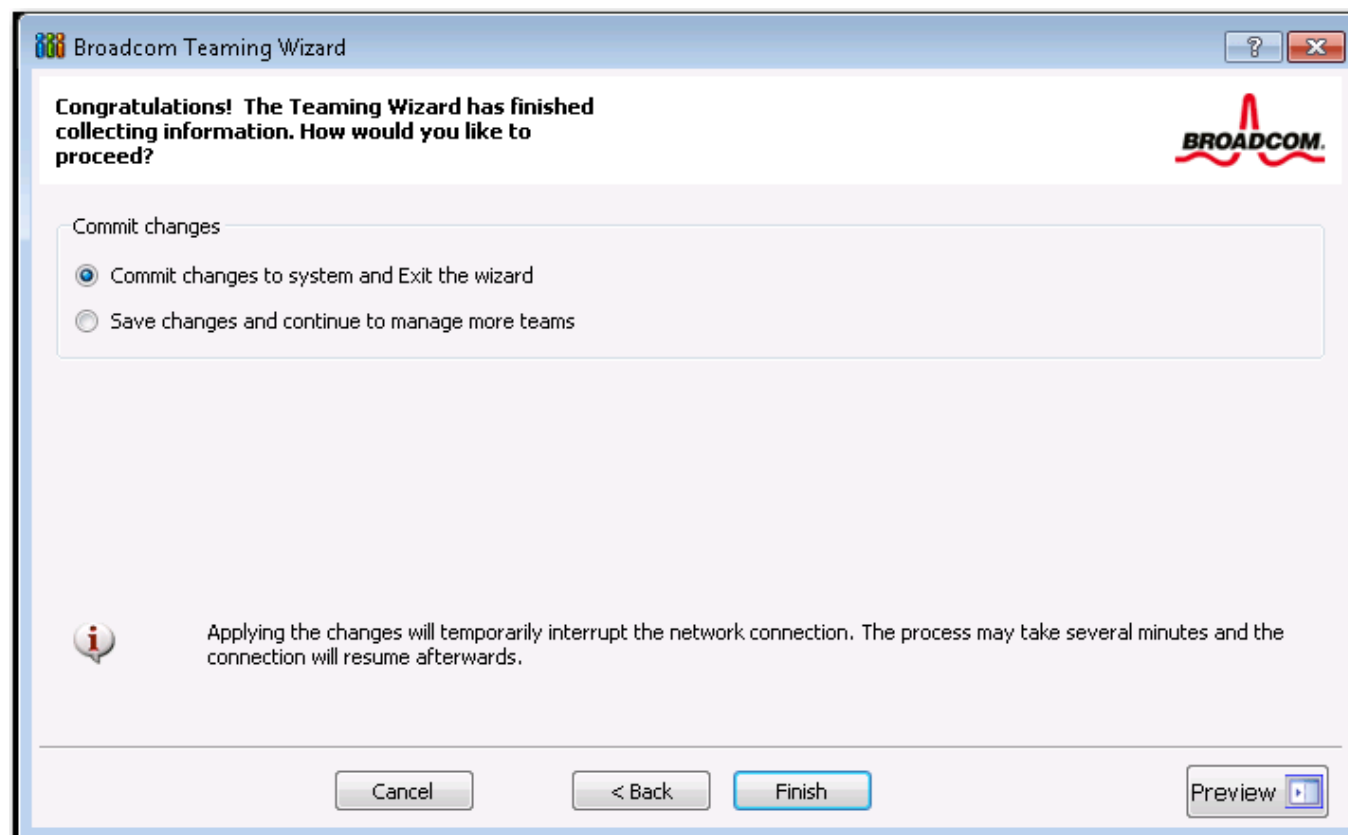 Broadcom Teaming Wizard
Congratulations! The Teaming Wizard has finished
collecting information. How would you like to
proceed?
BROADCOM.
Commit changes
Commit changes to system and Exit the wizard
Save changes and continue to manage more teams
Applying the changes will temporarily interrupt the network connection. The process may take several minutes and the
connection will resume afterwards.
Cancel
< Back
Finish
Preview